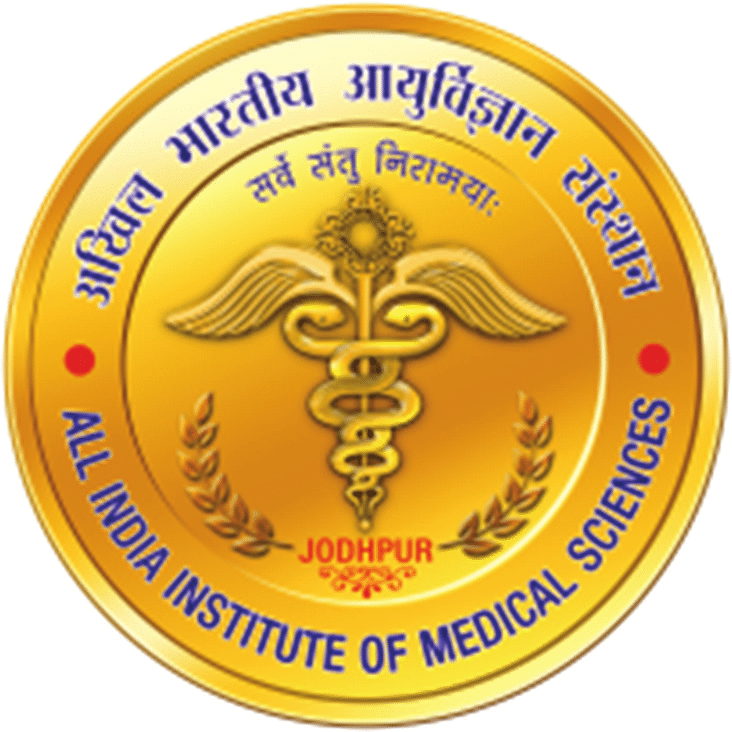 अखिल भारतीय आयुर्विज्ञान संस्थान
सर्वे संतु निरामयाः
JODHPUR
ALL INDIA INSTITUTE OF MEDICAL SCIENCES